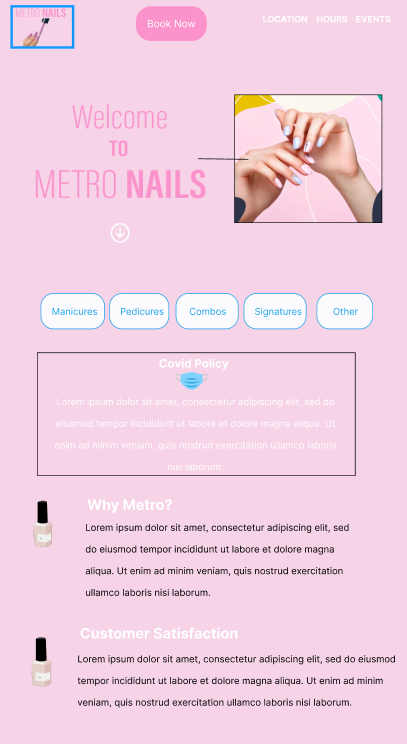 METRO NAILS
Book Now
LOCATION HOURS EVENTS
Welcome
TO
METRO NAILS
Manicures Pedicures Combos Signatures Other
Covid Policy
Lorem ipsum dolor sit amet, consectetur adipiscing elit, sed do
eiusmod tempor incididunt ut labore et dolore magna aliqua. Ut
enim ad minim veniam, quis nostrud exercitation ullamco laboris
nisi laborum.
Why Metro?
Lorem ipsum dolor sit amet, consectetur adipiscing elit, sed
do eiusmod tempor incididunt ut labore et dolore magna
aliqua. Ut enim ad minim veniam, quis nostrud exercitation
ullamco laboris nisi laborum.
Customer Satisfaction
Lorem ipsum dolor sit amet, consectetur adipiscing elit, sed do eiusmod
tempor incididunt ut labore et dolore magna aliqua. Ut enim ad minim
veniam, quis nostrud exercitation ullamco laboris nisi laborum.